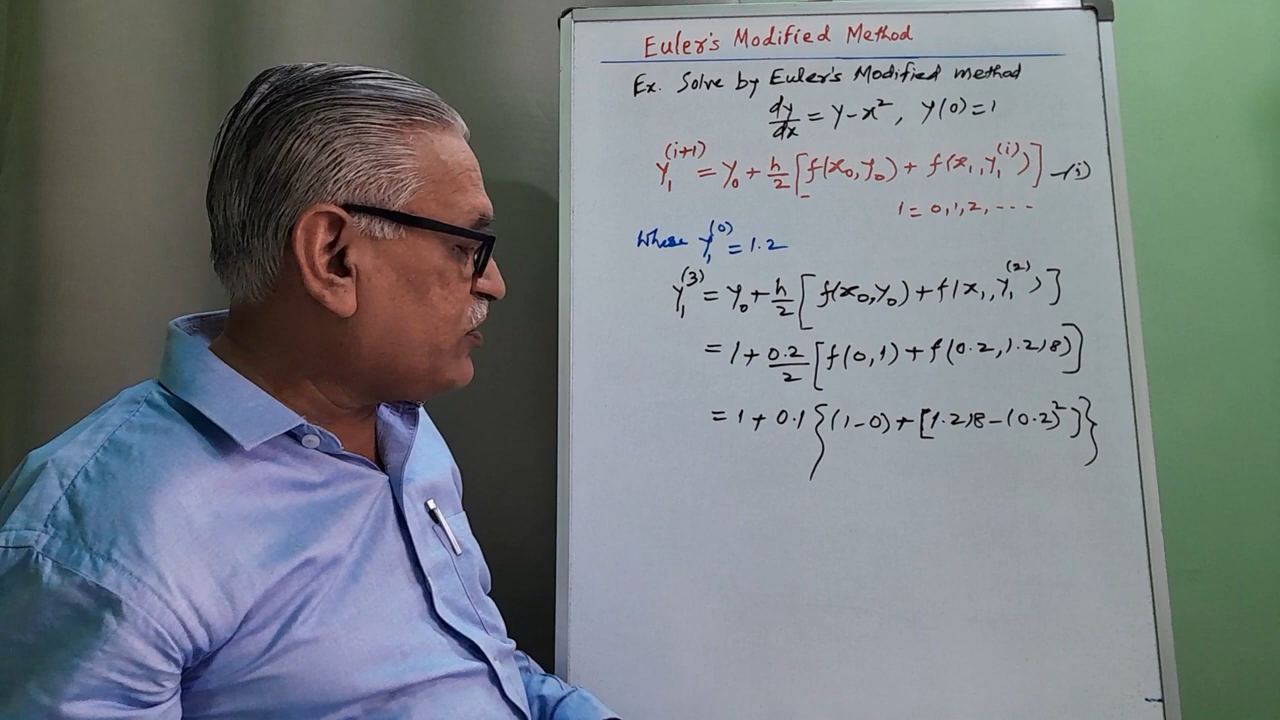 Euler's Modified Method
Ex. Solve by Euler's Modified method
dy/dx = y - x², y(0) = 1
y₁⁽ⁱ⁺¹⁾ = y₀ + h/2 [f(x₀, y₀) + f(x₁, y₁⁽ⁱ⁾)] —(i)
i = 0, 1, 2, ---
Where y₁⁽⁰⁾ = 1.2
y₁⁽³⁾ = y₀ + h/2 [f(x₀, y₀) + f(x₁, y₁⁽²⁾)]
= 1 + 0.2/2 [f(0, 1) + f(0.2, 1.218)]
= 1 + 0.1 {(1-0) + [1.218 - (0.2)²]}